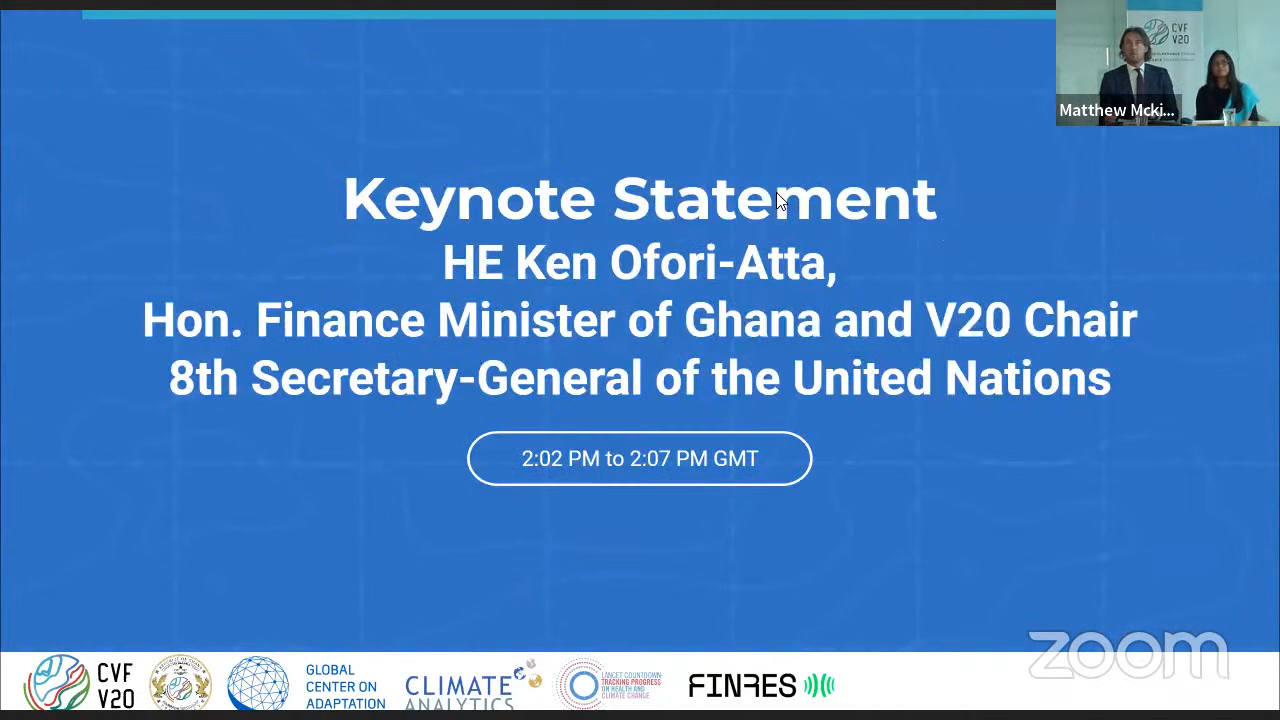 CVF
V20
Matthew Mcki...
Keynote Statement
HE Ken Ofori-Atta,
Hon. Finance Minister of Ghana and V20 Chair
8th Secretary-General of the United Nations
2:02 PM to 2:07 PM GMT
zoom
CVF
V20
GLOBAL
CENTER ON
ADAPTATION
CLIMATE
ANALYTICS
LANCET COUNTDOWN:
TRACKING PROGRESS
ON HEALTH AND
CLIMATE CHANGE
FINRES